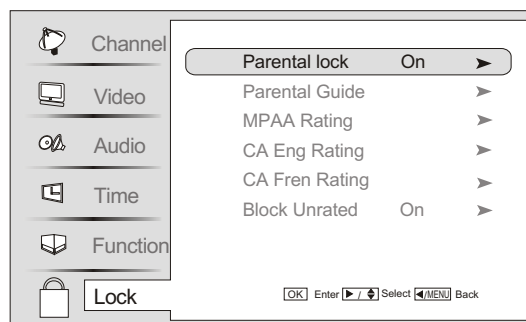 Channel
Video
Audio
Time
Function
Lock
Parental lock On
Parental Guide
MPAA Rating
CA Eng Rating
CA Fren Rating
Block Unrated On
OK Enter / Select /MENU Back